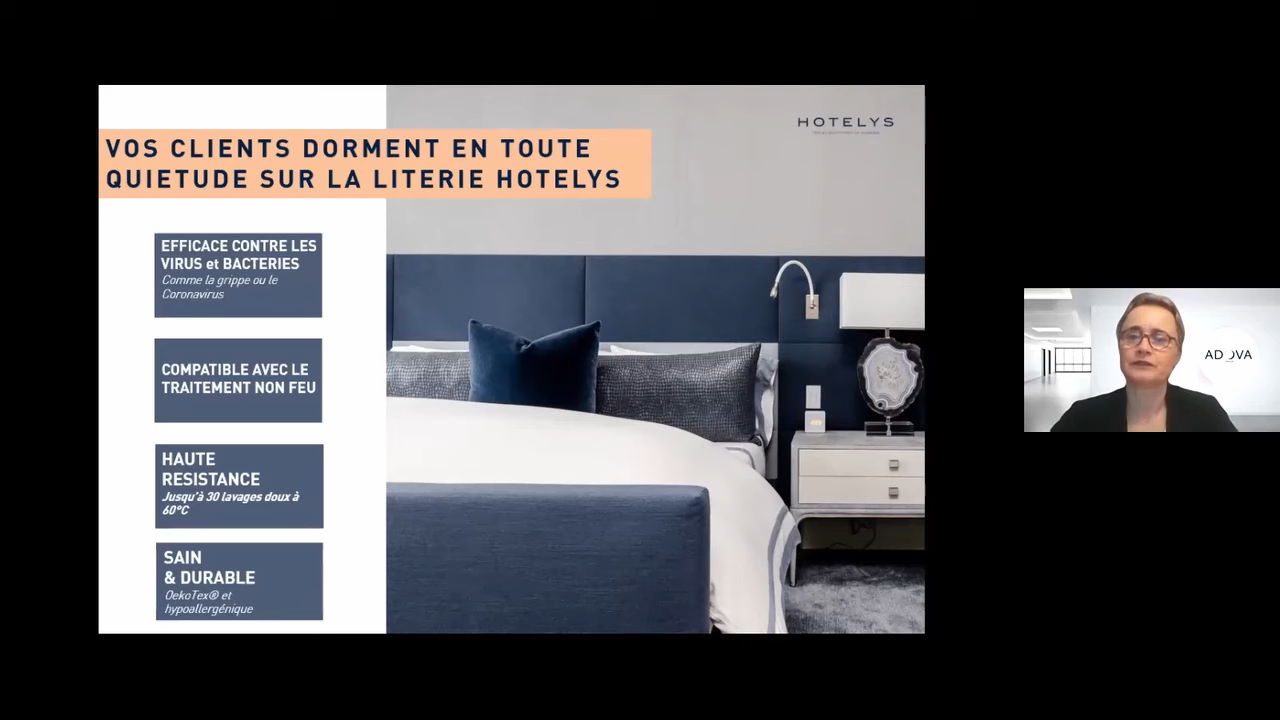 HOTELYS
VOS CLIENTS DORMENT EN TOUTE
QUIETUDE SUR LA LITERIE HOTELYS
EFFICACE CONTRE LES
VIRUS et BACTERIES
Comme la grippe ou le
Coronavirus
COMPATIBLE AVEC LE
TRAITEMENT NON FEU
HAUTE
RESISTANCE
Jusqu'à 30 lavages doux à
60°C
SAIN
& DURABLE
OekoTex® et
hypoallergénique
ADOVA